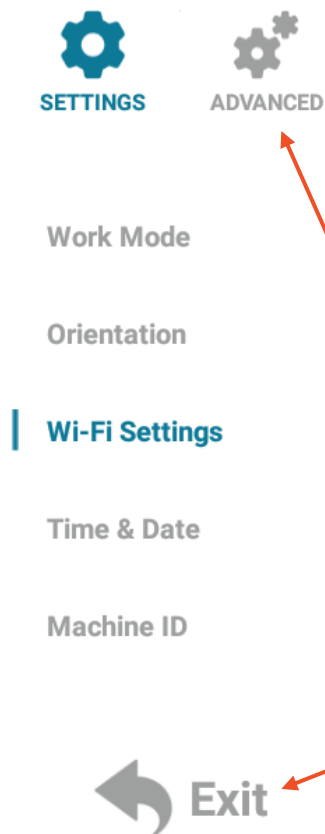 SETTINGS ADVANCED
Work Mode
Orientation
Wi-Fi Settings
Time & Date
Machine ID
Exit